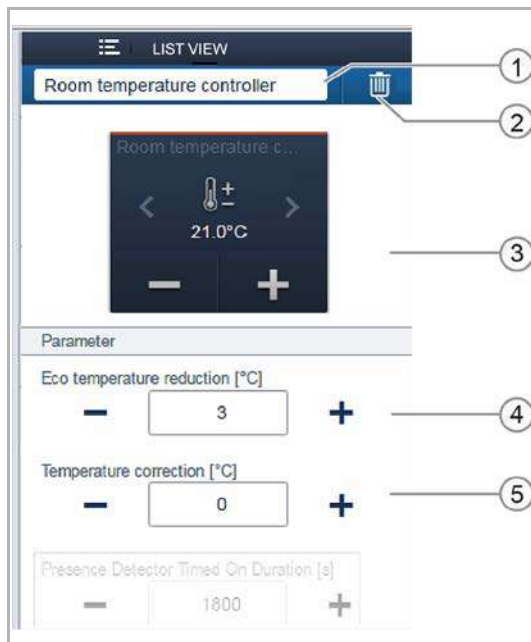 LIST VIEW
Room temperature controller
1
2
Room temperature c...
21.0°C
3
Parameter
Eco temperature reduction [°C]
3
4
Temperature correction [°C]
0
5
Presence Detector Timed On Duration [s]
1800